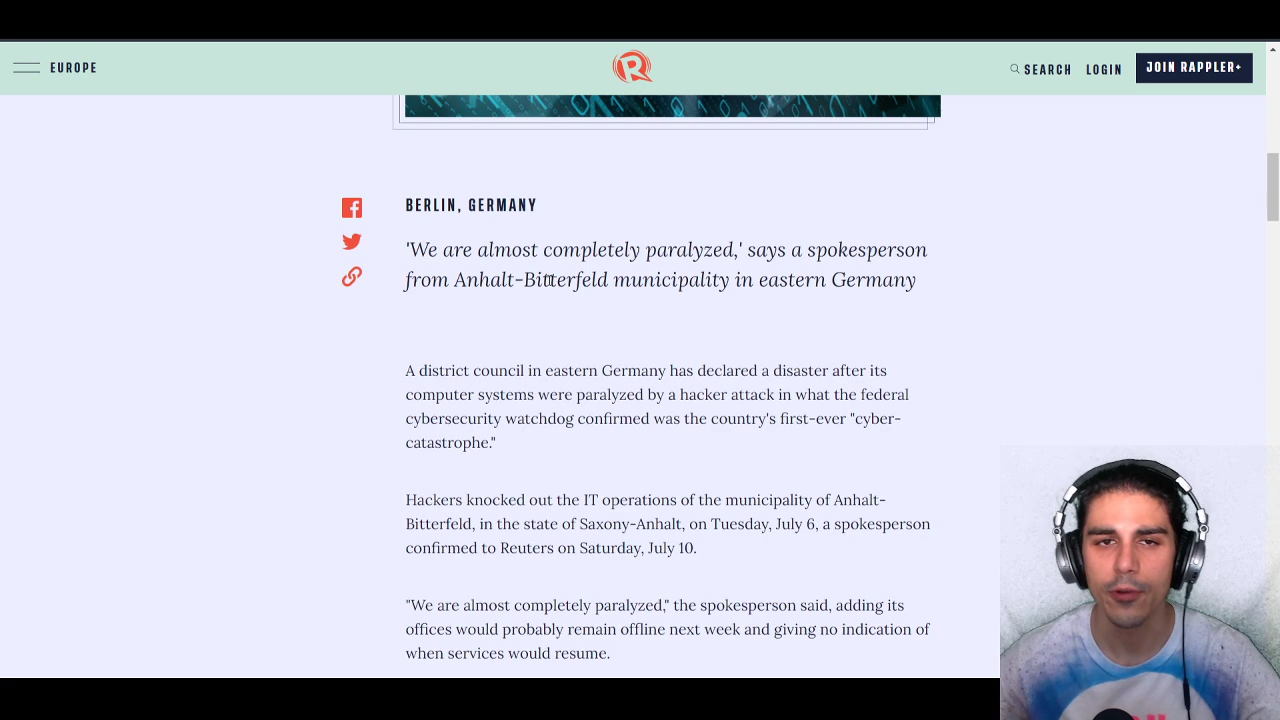 EUROPE
SEARCH
LOGIN
JOIN RAPPLER+
BERLIN, GERMANY
'We are almost completely paralyzed,' says a spokesperson
from Anhalt-Bitterfeld municipality in eastern Germany
A district council in eastern Germany has declared a disaster after its
computer systems were paralyzed by a hacker attack in what the federal
cybersecurity watchdog confirmed was the country's first-ever "cyber-
catastrophe."
Hackers knocked out the IT operations of the municipality of Anhalt-
Bitterfeld, in the state of Saxony-Anhalt, on Tuesday, July 6, a spokesperson
confirmed to Reuters on Saturday, July 10.
"We are almost completely paralyzed," the spokesperson said, adding its
offices would probably remain offline next week and giving no indication of
when services would resume.